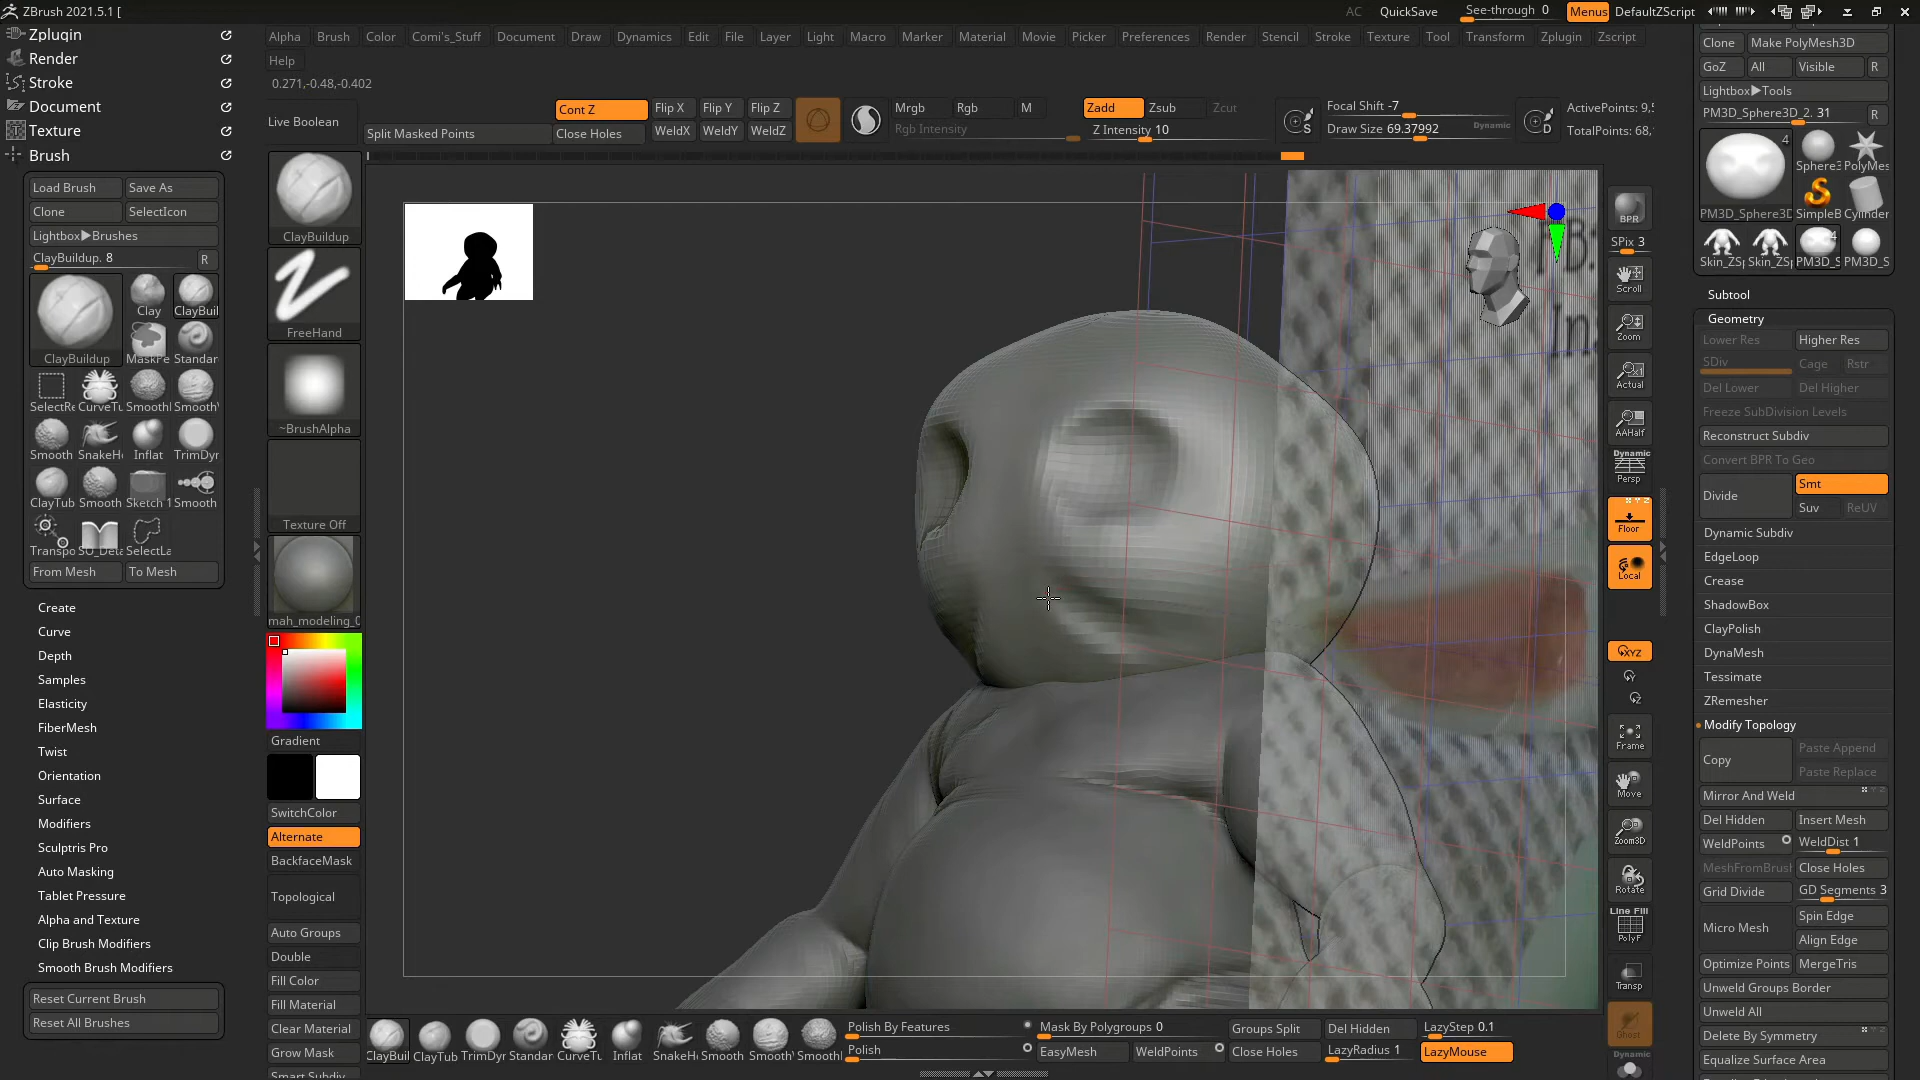 ZBrush 2021.5.1 [
AC
QuickSave
See-through 0
Menus
DefaultZScript
Alpha
Brush
Color
Comi's_Stuff
Document
Draw
Dynamics
Edit
File
Layer
Light
Macro
Marker
Material
Movie
Picker
Preferences
Render
Stencil
Stroke
Texture
Tool
Transform
Zplugin
Zscript
Help
0.271,-0.48,-0.402
Live Boolean
Split Masked Points
Cont Z
Close Holes
Flip X
Flip Y
Flip Z
WeldX
WeldY
WeldZ
Mrgb
Rgb
M
Rgb Intensity
Zadd
Zsub
Zcut
Z Intensity 10
S
Focal Shift -7
Draw Size 69.37992
Dynamic
D
ActivePoints: 9,5
TotalPoints: 68,
Zplugin
Render
Stroke
Document
Texture
Brush
Load Brush
Save As
Clone
SelectIcon
Lightbox▶Brushes
ClayBuildup. 8
R
ClayBuildup
Clay
ClayBuil
MaskPe
Standar
SelectRe
CurveTu
Smooth
Smooth
SnakeH
Inflat
TrimDyr
ClayTub
Smooth
Sketch 1
Smooth
Transpo
SelectLa
From Mesh
To Mesh
Create
Curve
Depth
Samples
Elasticity
FiberMesh
Twist
Orientation
Surface
Modifiers
Sculptris Pro
Auto Masking
Tablet Pressure
Alpha and Texture
Clip Brush Modifiers
Smooth Brush Modifiers
Reset Current Brush
Reset All Brushes
ClayBuildup
FreeHand
~BrushAlpha
Texture Off
mah_modeling_0
Gradient
SwitchColor
Alternate
BackfaceMask
Topological
Auto Groups
Double
Fill Color
Fill Material
Clear Material
Grow Mask
Smart Subdiv
BPR
SPix 3
Scroll
Zoom
Actual
AAHalf
Dynamic
Persp
Floor
Local
XYZ
Frame
Move
Zoom3D
Rotate
Line Fill
PolyF
Transp
Ghost
Dynamic
ClayBuil
ClayTub
TrimDyr
Standar
CurveTu
Inflat
SnakeH
Smooth
Smooth
Polish By Features
Polish
Mask By Polygroups 0
EasyMesh
WeldPoints
Groups Split
Close Holes
Del Hidden
LazyRadius 1
LazyStep 0.1
LazyMouse
Clone
Make PolyMesh3D
GoZ
All
Visible
R
Lightbox▶Tools
PM3D_Sphere3D_2. 31
R
4
PM3D_Sphere3D
Sphere3
PolyMes
SimpleB
Cylinder
Skin_ZSp
Skin_ZSp
PM3D_S
PM3D_S
Subtool
Geometry
Lower Res
Higher Res
SDiv
Cage
Rstr
Del Lower
Del Higher
Freeze SubDivision Levels
Reconstruct Subdiv
Convert BPR To Geo
Divide
Smt
Suv
ReUV
Dynamic Subdiv
EdgeLoop
Crease
ShadowBox
ClayPolish
DynaMesh
Tessimate
ZRemesher
Modify Topology
Copy
Paste Append
Paste Replace
Mirror And Weld
Del Hidden
Insert Mesh
WeldPoints
WeldDist 1
MeshFromBrush
Close Holes
Grid Divide
GD Segments 3
Micro Mesh
Spin Edge
Align Edge
Optimize Points
MergeTris
Unweld Groups Border
Unweld All
Delete By Symmetry
Equalize Surface Area